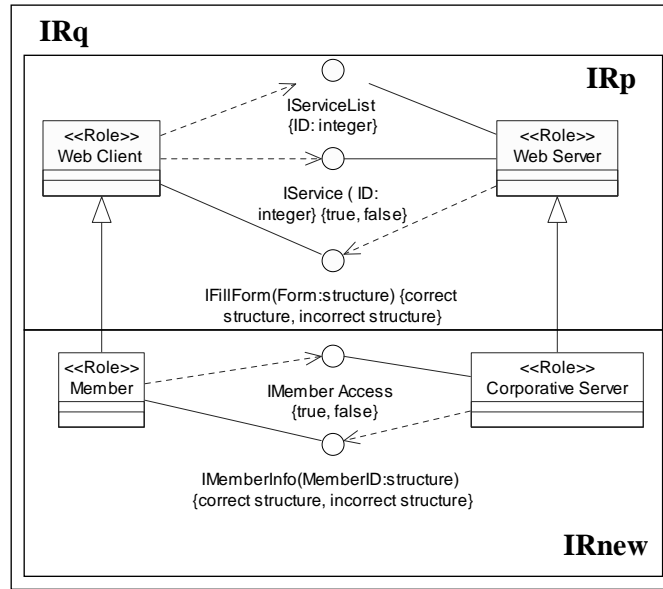 IRq
IRp
IServiceList
{ID: integer}
<<Role>>
Web Client
<<Role>>
Web Server
IService ( ID:
integer} {true, false}
IFillForm(Form:structure) {correct
structure, incorrect structure}
<<Role>>
Member
<<Role>>
Corporative Server
IMember Access
{true, false}
IMemberInfo(MemberID:structure)
{correct structure, incorrect structure}
IRnew